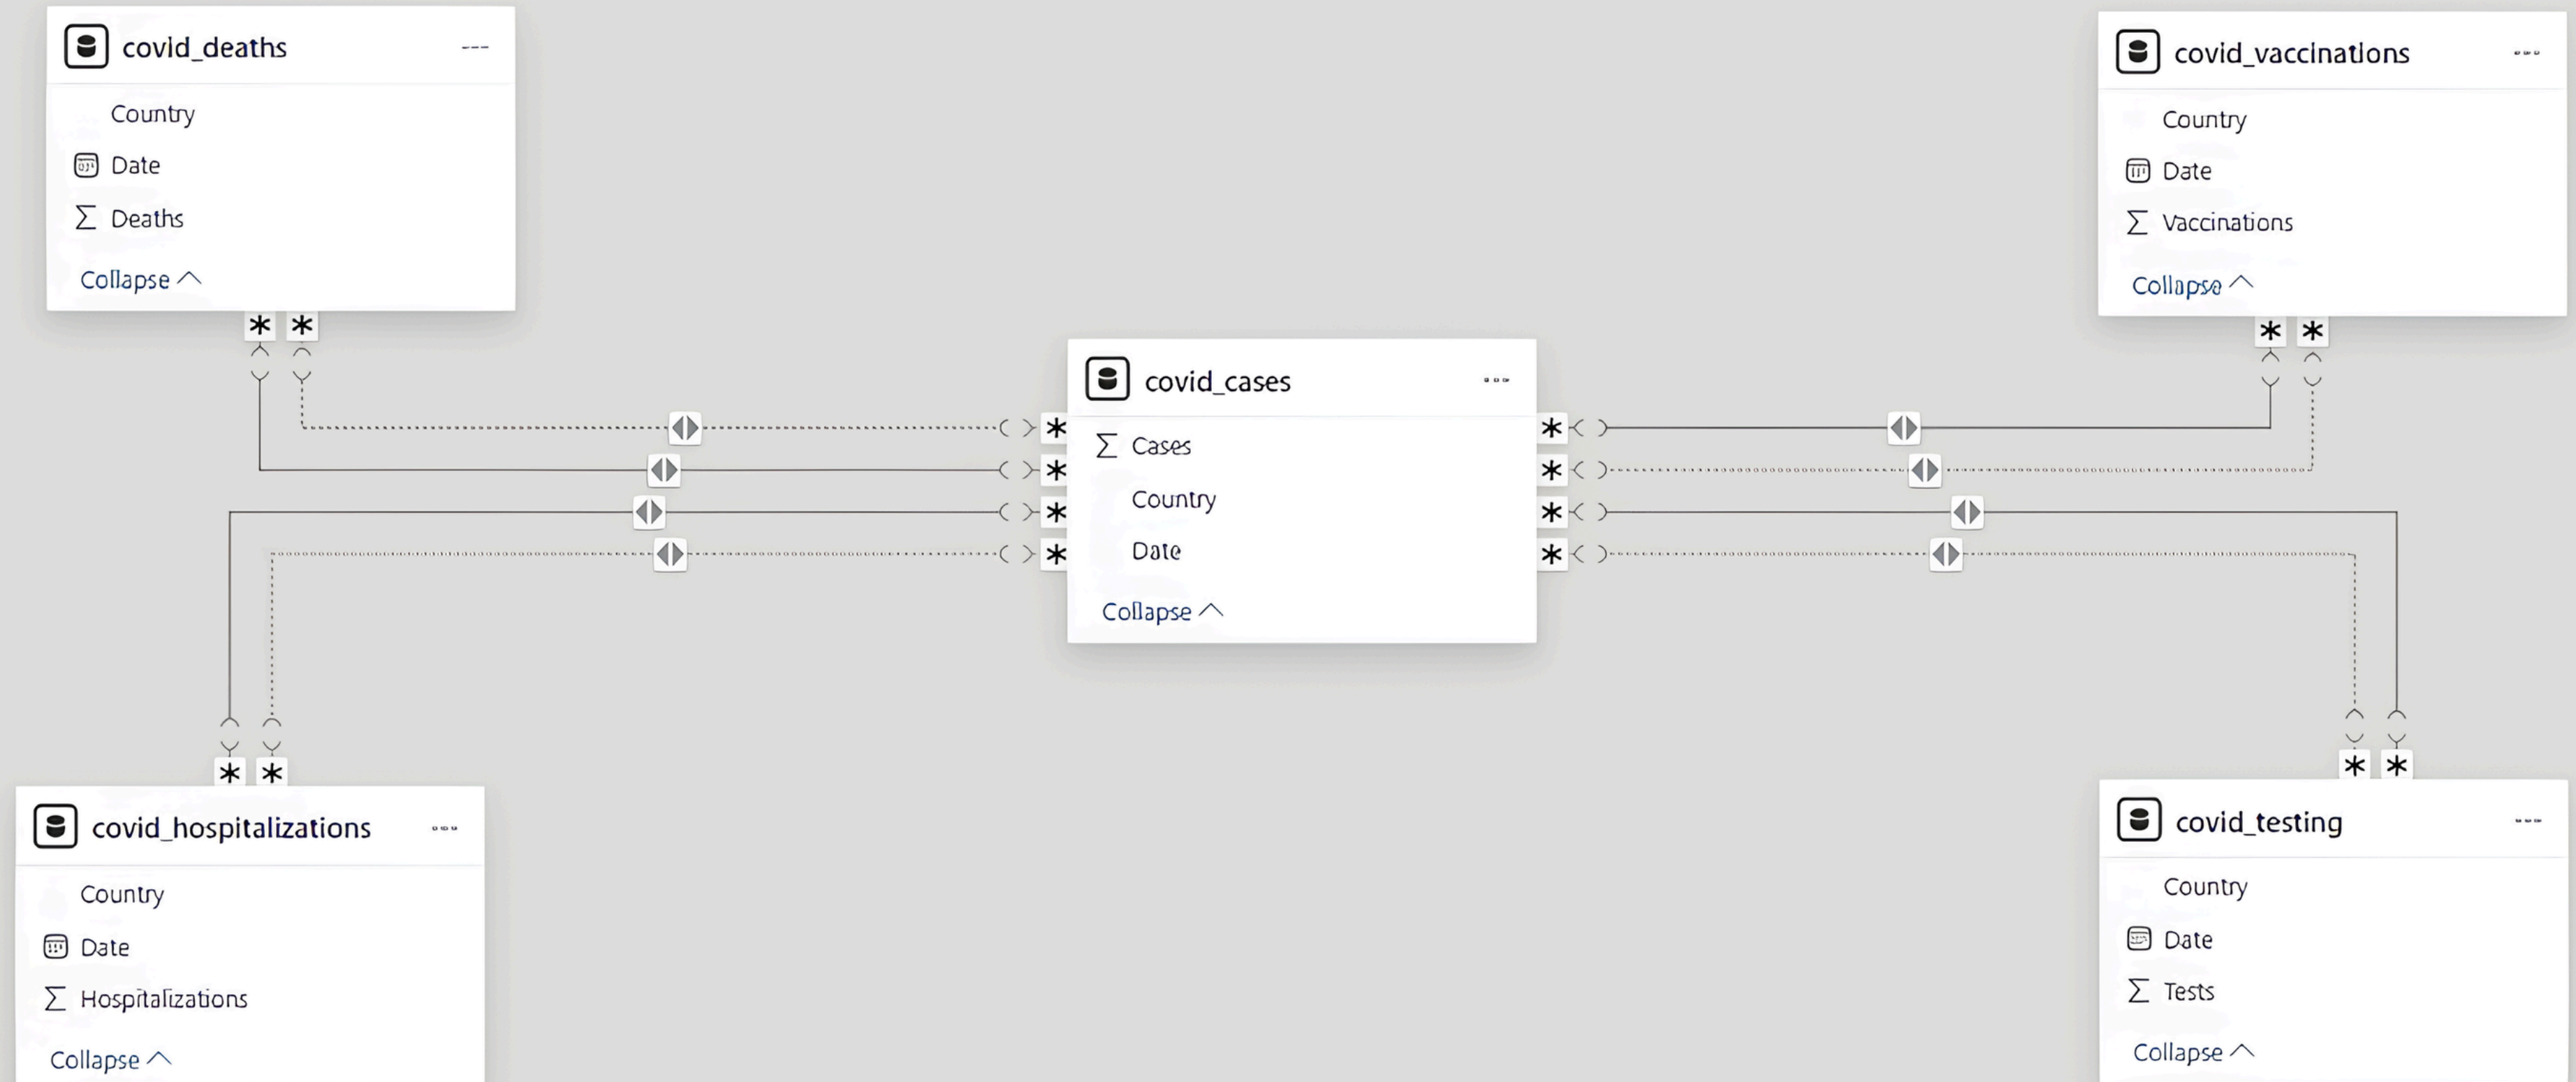 covid_deaths
Country
Date
Deaths
Collapse
covid_vaccinations
Country
Date
Vaccinations
Collapse
covid_cases
Cases
Country
Date
Collapse
covid_hospitalizations
Country
Date
Hospitalizations
Collapse
covid_testing
Country
Date
Tests
Collapse